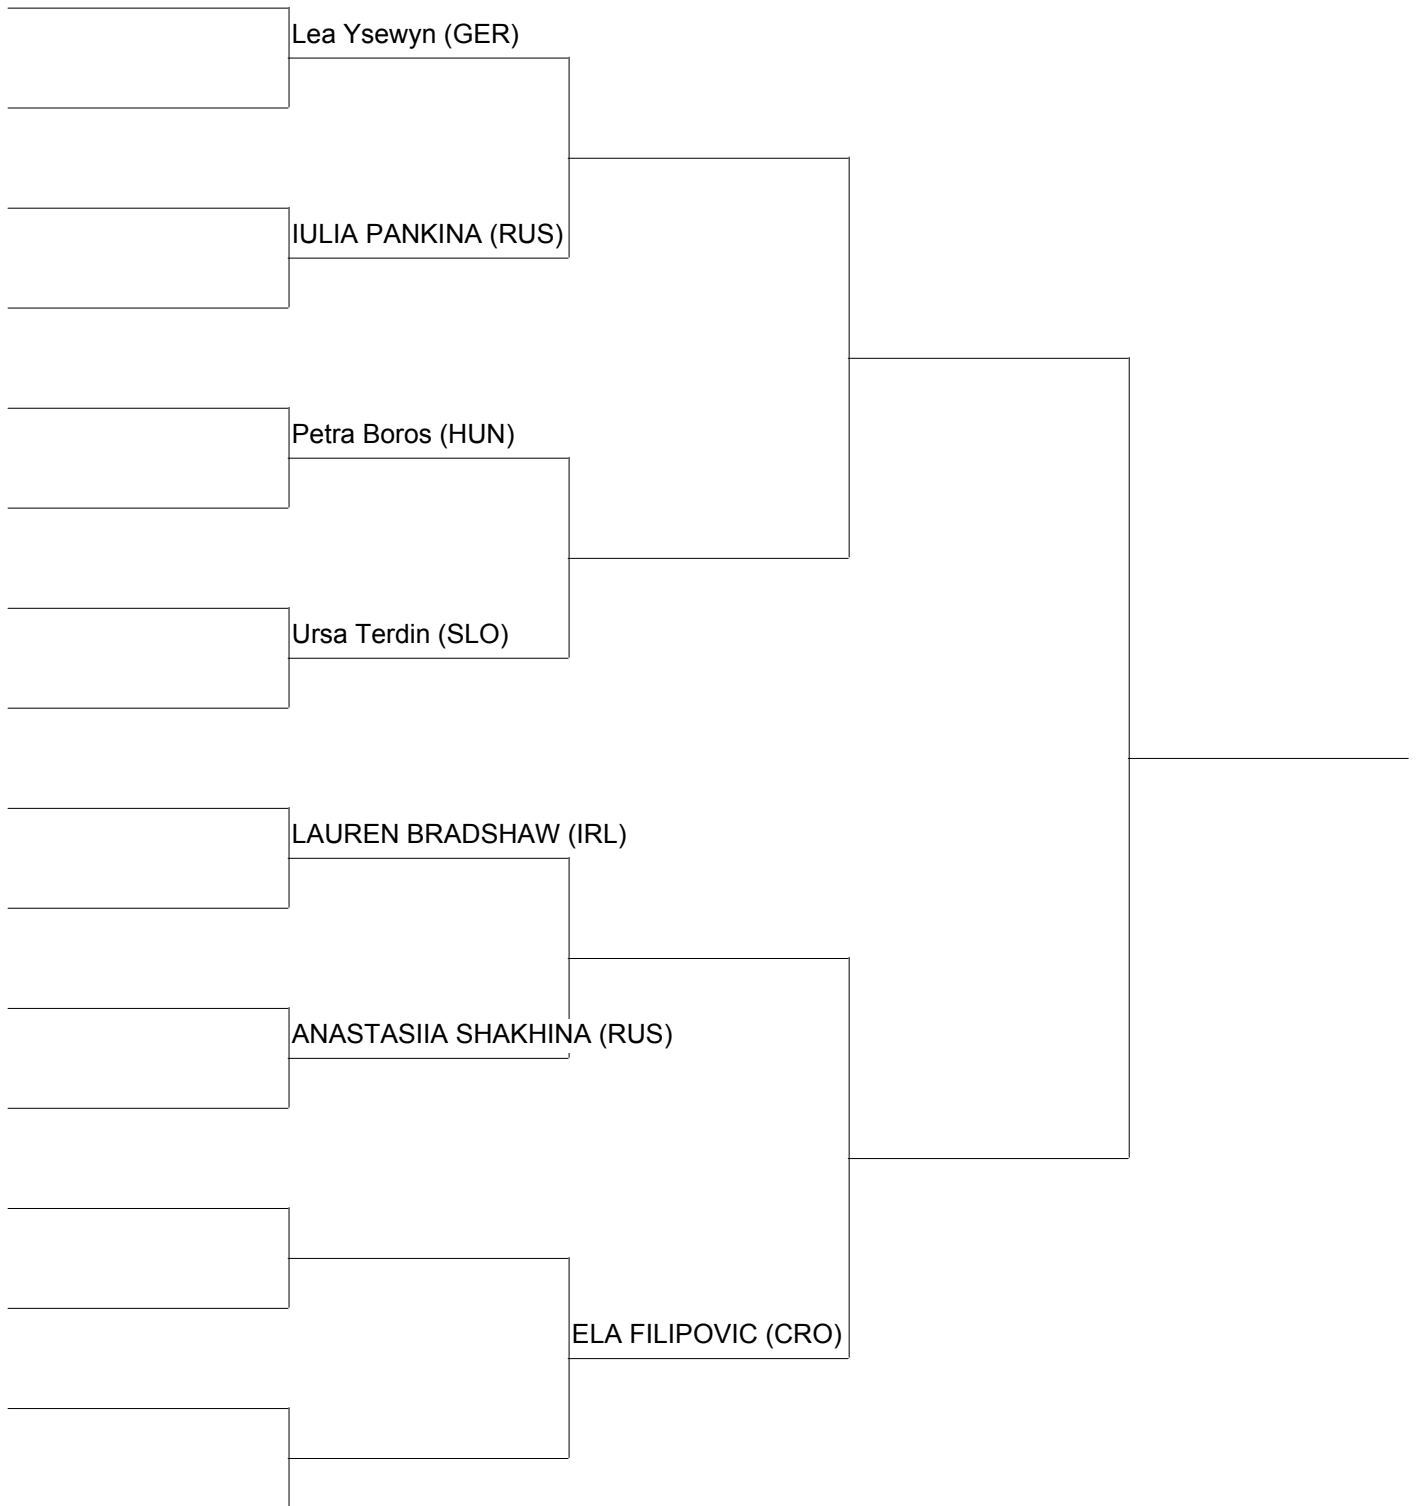 Lea Ysewyn (GER)
IULIA PANKINA (RUS)
Petra Boros (HUN)
Ursa Terdin (SLO)
LAUREN BRADSHAW (IRL)
ANASTASIIA SHAKHINA (RUS)
ELA FILIPOVIC (CRO)